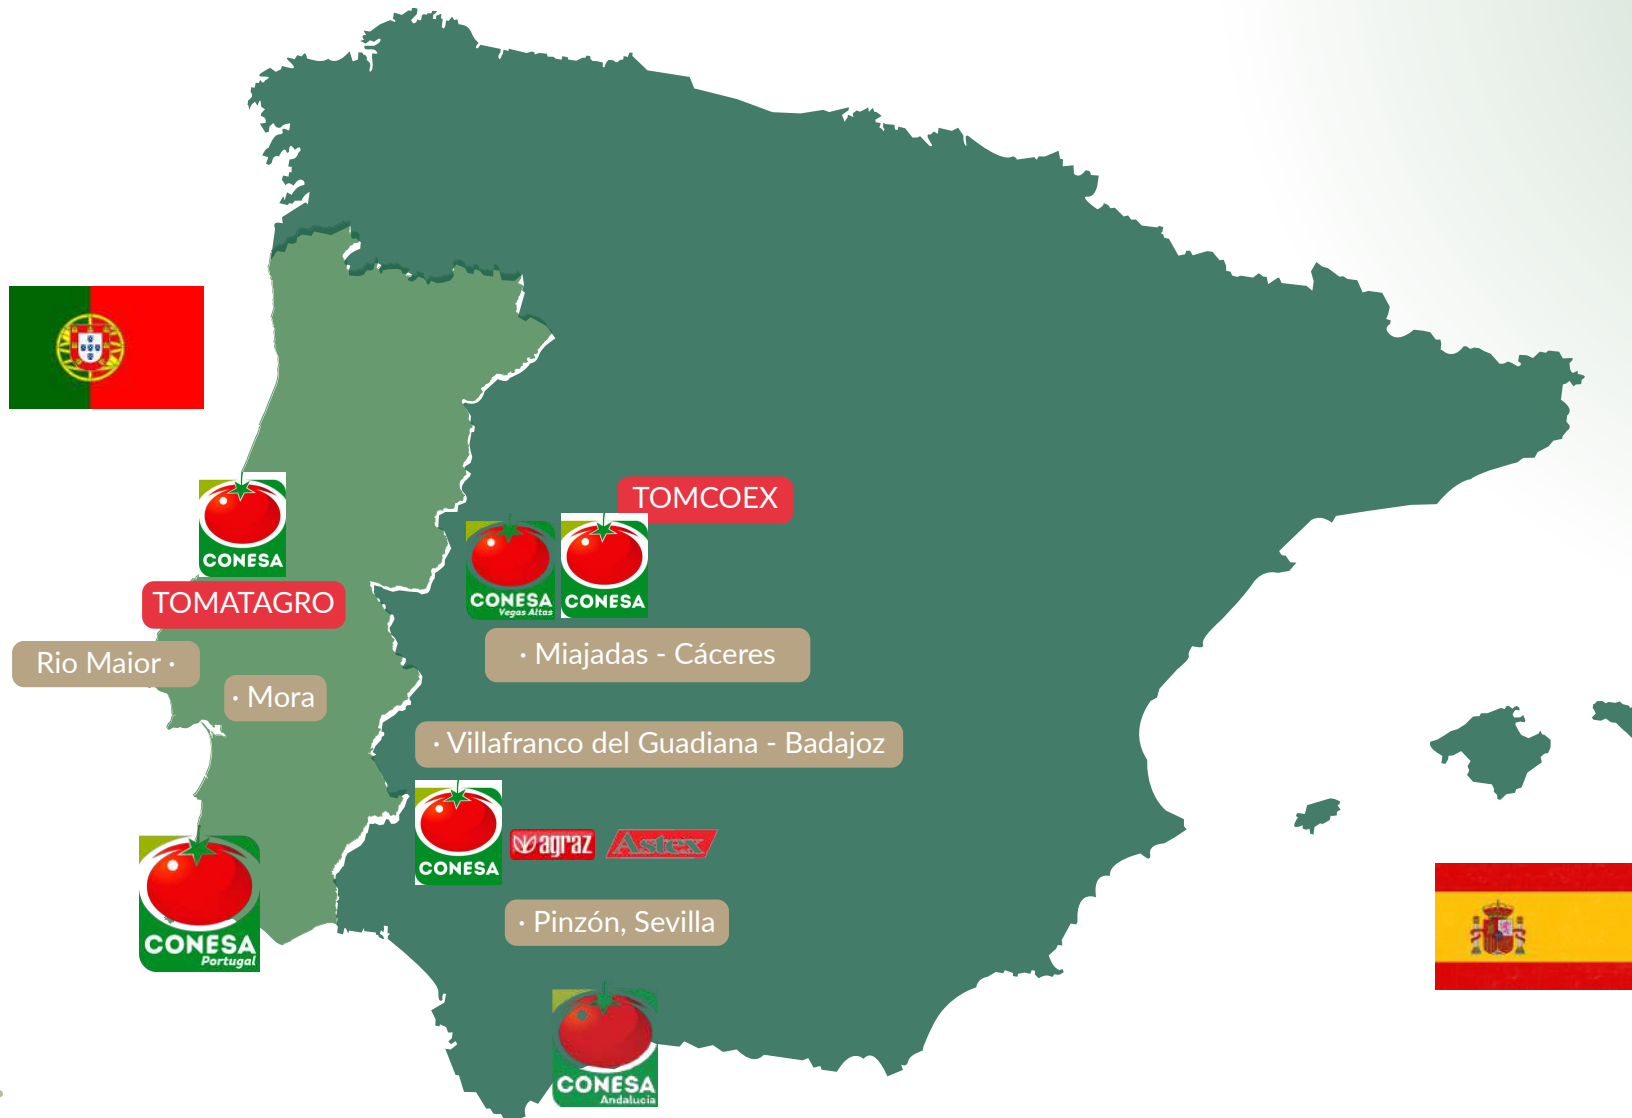 TOMCOEX
CONESA
CONESA
Vegas Altas
CONESA
TOMATAGRO
Rio Maior ·
· Mora
· Miajadas - Cáceres
· Villafranco del Guadiana - Badajoz
CONESA
agraz
Astex
· Pinzón, Sevilla
CONESA
Portugal
CONESA
Andalucía